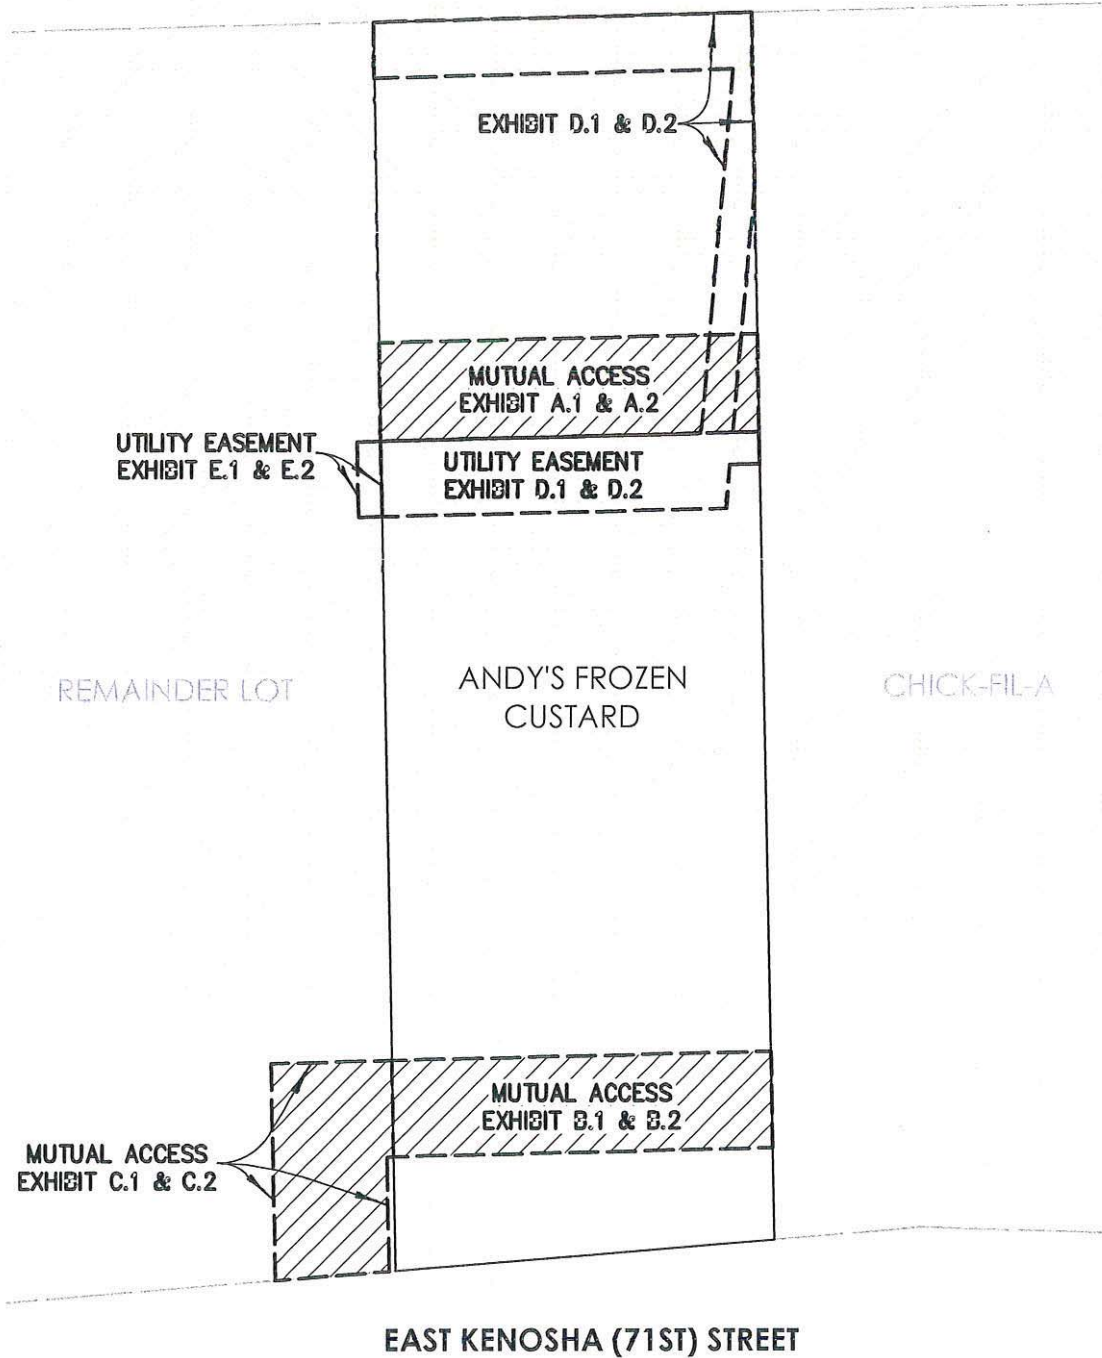 EXHIBIT D.1 & D.2
MUTUAL ACCESS
EXHIBIT A.1 & A.2
UTILITY EASEMENT
EXHIBIT E.1 & E.2
UTILITY EASEMENT
EXHIBIT D.1 & D.2
REMAINDER LOT
ANDY'S FROZEN
CUSTARD
CHICK-FIL-A
MUTUAL ACCESS
EXHIBIT B.1 & B.2
MUTUAL ACCESS
EXHIBIT C.1 & C.2
EAST KENOSHA (71ST) STREET